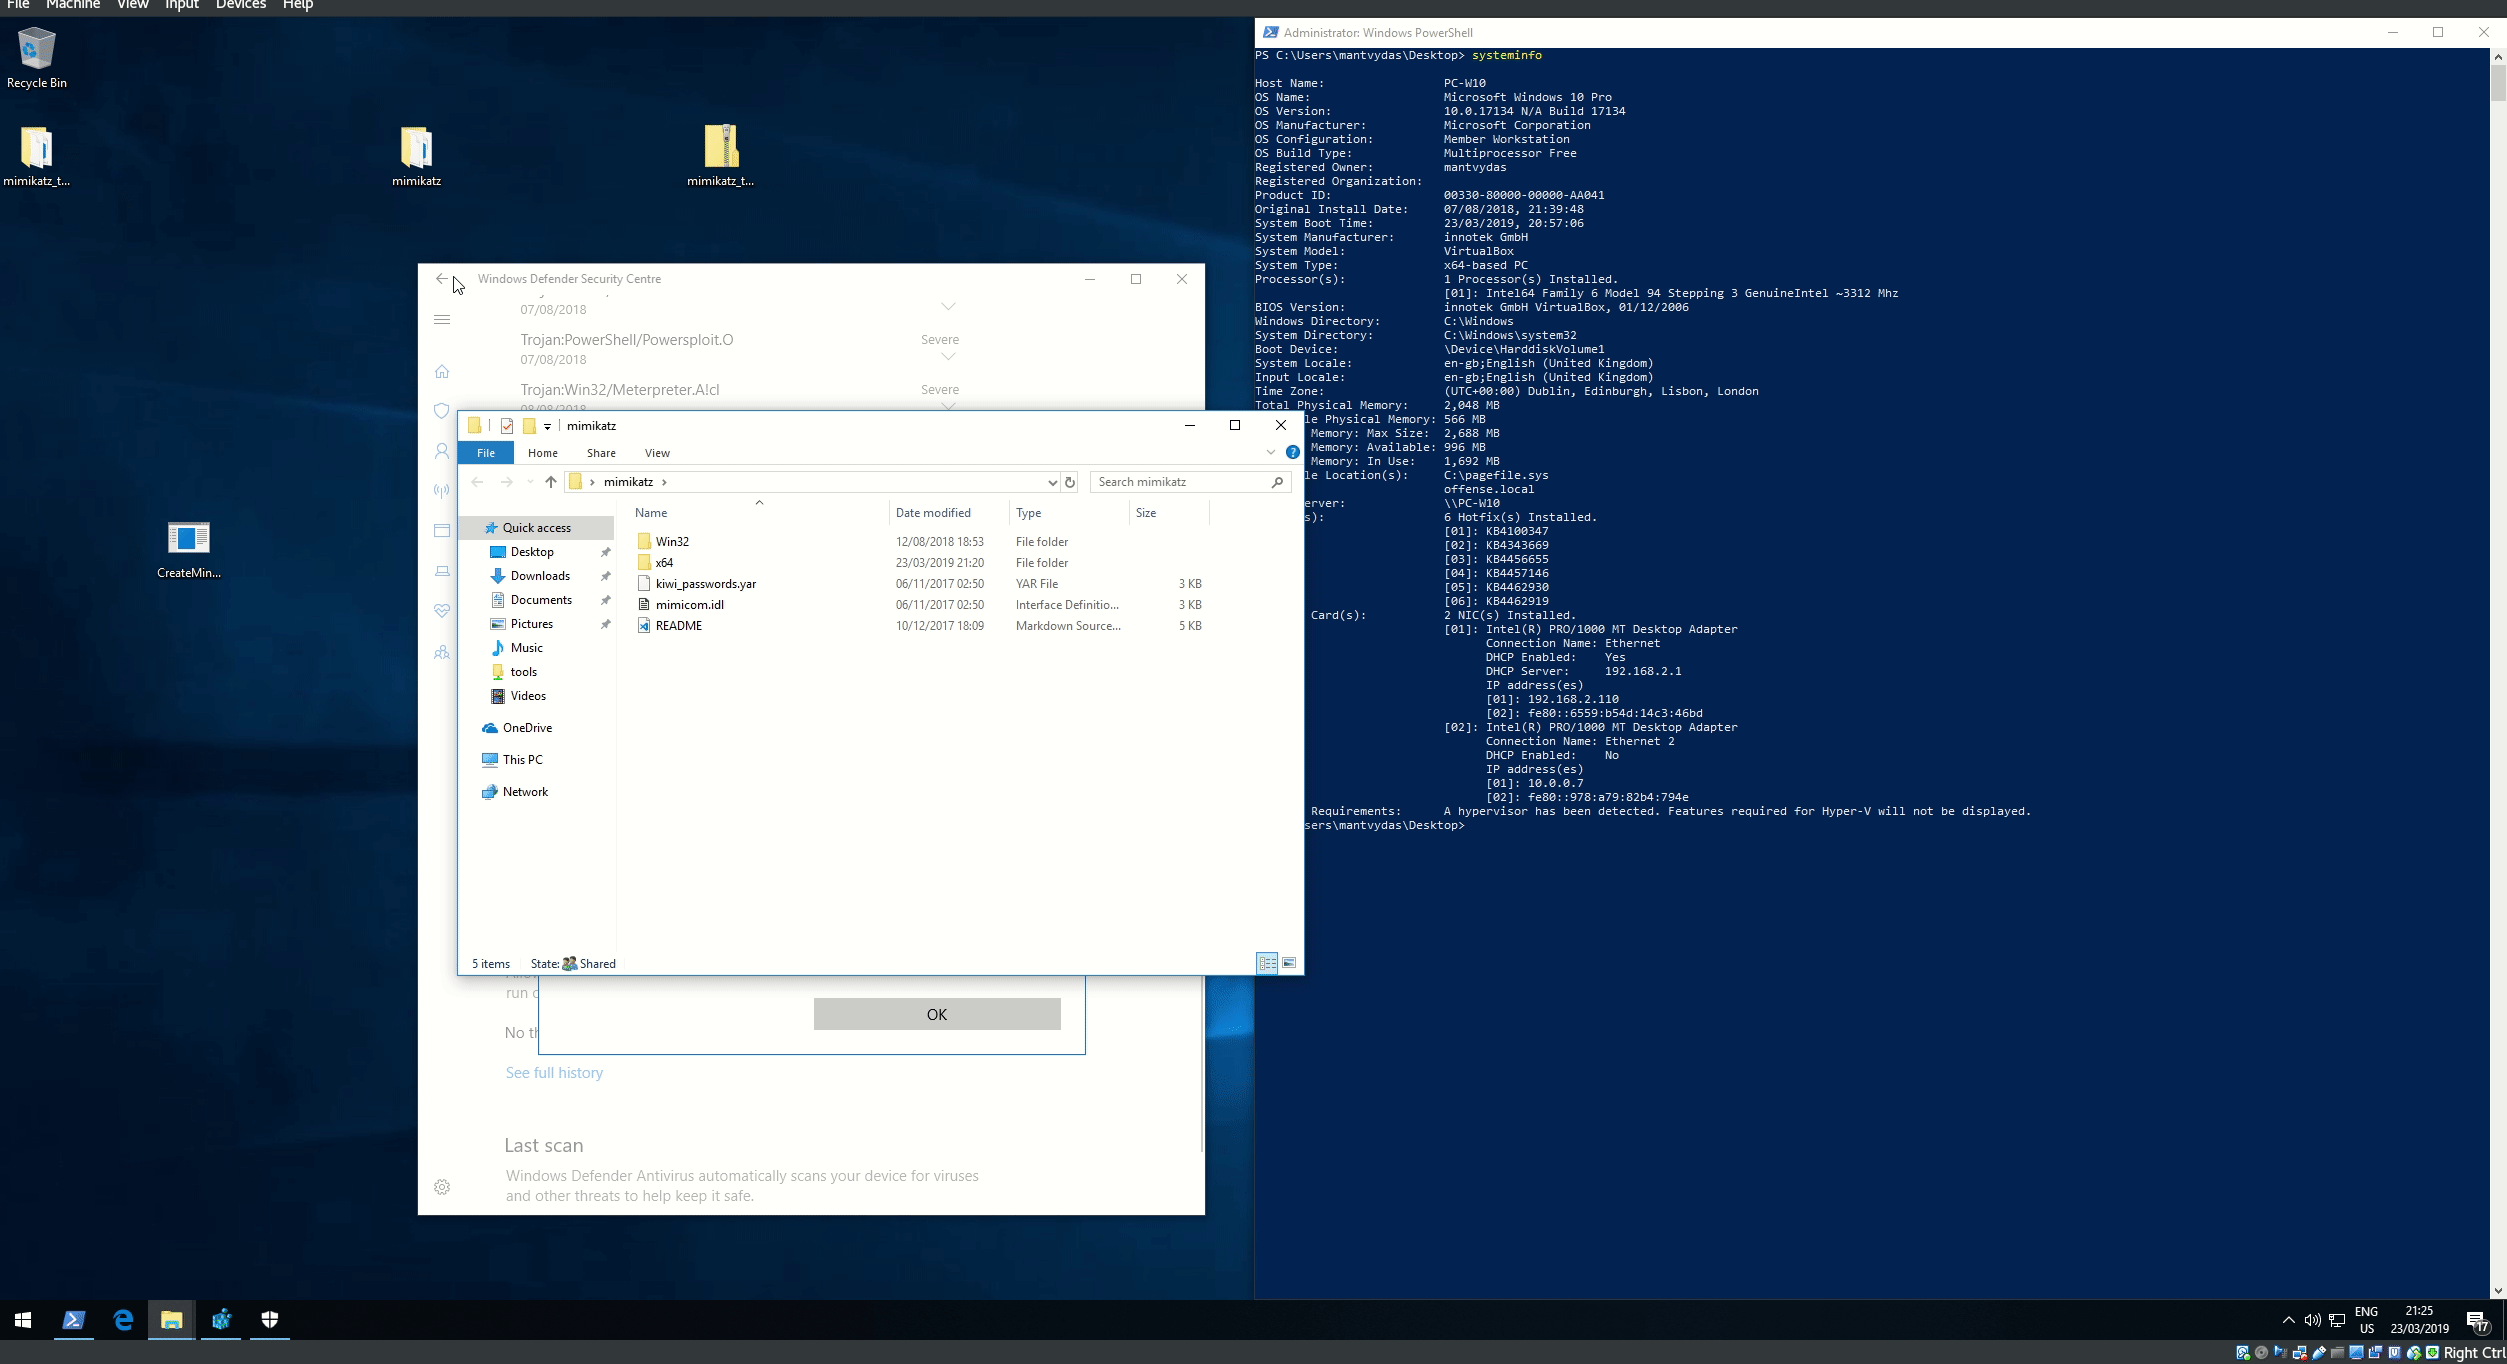 File Machine View Input Devices Help
Recycle Bin
mimikatz_t...
mimikatz
mimikatz_t...
CreateMin...
Windows Defender Security Centre
07/08/2018
Trojan:PowerShell/Powersploit.O
Severe
07/08/2018
Trojan:Win32/Meterpreter.A!cl
Severe
08/08/2018
mimikatz
File Home Share View
mimikatz
Search mimikatz
Name Date modified Type Size
Quick access
Desktop
Downloads
Documents
Pictures
Music
tools
Videos
OneDrive
This PC
Network
Win32 12/08/2018 18:53 File folder
x64 23/03/2019 21:20 File folder
kiwi_passwords.yar 06/11/2017 02:50 YAR File 3 KB
mimicom.idl 06/11/2017 02:50 Interface Definitio... 3 KB
README 10/12/2017 18:09 Markdown Source... 5 KB
5 items State: Shared
run
No th
OK
See full history
Last scan
Windows Defender Antivirus automatically scans your device for viruses
and other threats to help keep it safe.
Administrator: Windows PowerShell
PS C:\Users\mantvydas\Desktop> systeminfo
Host Name: PC-W10
OS Name: Microsoft Windows 10 Pro
OS Version: 10.0.17134 N/A Build 17134
OS Manufacturer: Microsoft Corporation
OS Configuration: Member Workstation
OS Build Type: Multiprocessor Free
Registered Owner: mantvydas
Registered Organization:
Product ID: 00330-80000-00000-AA041
Original Install Date: 07/08/2018, 21:39:48
System Boot Time: 23/03/2019, 20:57:06
System Manufacturer: innotek GmbH
System Model: VirtualBox
System Type: x64-based PC
Processor(s): 1 Processor(s) Installed.
[01]: Intel64 Family 6 Model 94 Stepping 3 GenuineIntel ~3312 Mhz
BIOS Version: innotek GmbH VirtualBox, 01/12/2006
Windows Directory: C:\Windows
System Directory: C:\Windows\system32
Boot Device: \Device\HarddiskVolume1
System Locale: en-gb;English (United Kingdom)
Input Locale: en-gb;English (United Kingdom)
Time Zone: (UTC+00:00) Dublin, Edinburgh, Lisbon, London
Total Physical Memory: 2,048 MB
le Physical Memory: 566 MB
Memory: Max Size: 2,688 MB
Memory: Available: 996 MB
Memory: In Use: 1,692 MB
le Location(s): C:\pagefile.sys
offense.local
erver: \\PC-W10
s): 6 Hotfix(s) Installed.
[01]: KB4100347
[02]: KB4343669
[03]: KB4456655
[04]: KB4457146
[05]: KB4462930
[06]: KB4462919
Card(s): 2 NIC(s) Installed.
[01]: Intel(R) PRO/1000 MT Desktop Adapter
Connection Name: Ethernet
DHCP Enabled: Yes
DHCP Server: 192.168.2.1
IP address(es)
[01]: 192.168.2.110
[02]: fe80::6559:b54d:14c3:46bd
[02]: Intel(R) PRO/1000 MT Desktop Adapter
Connection Name: Ethernet 2
DHCP Enabled: No
IP address(es)
[01]: 10.0.0.7
[02]: fe80::978:a79:82b4:794e
Requirements: A hypervisor has been detected. Features required for Hyper-V will not be displayed.
sers\mantvydas\Desktop>
ENG
US
21:25
23/03/2019
17
Right Ctrl